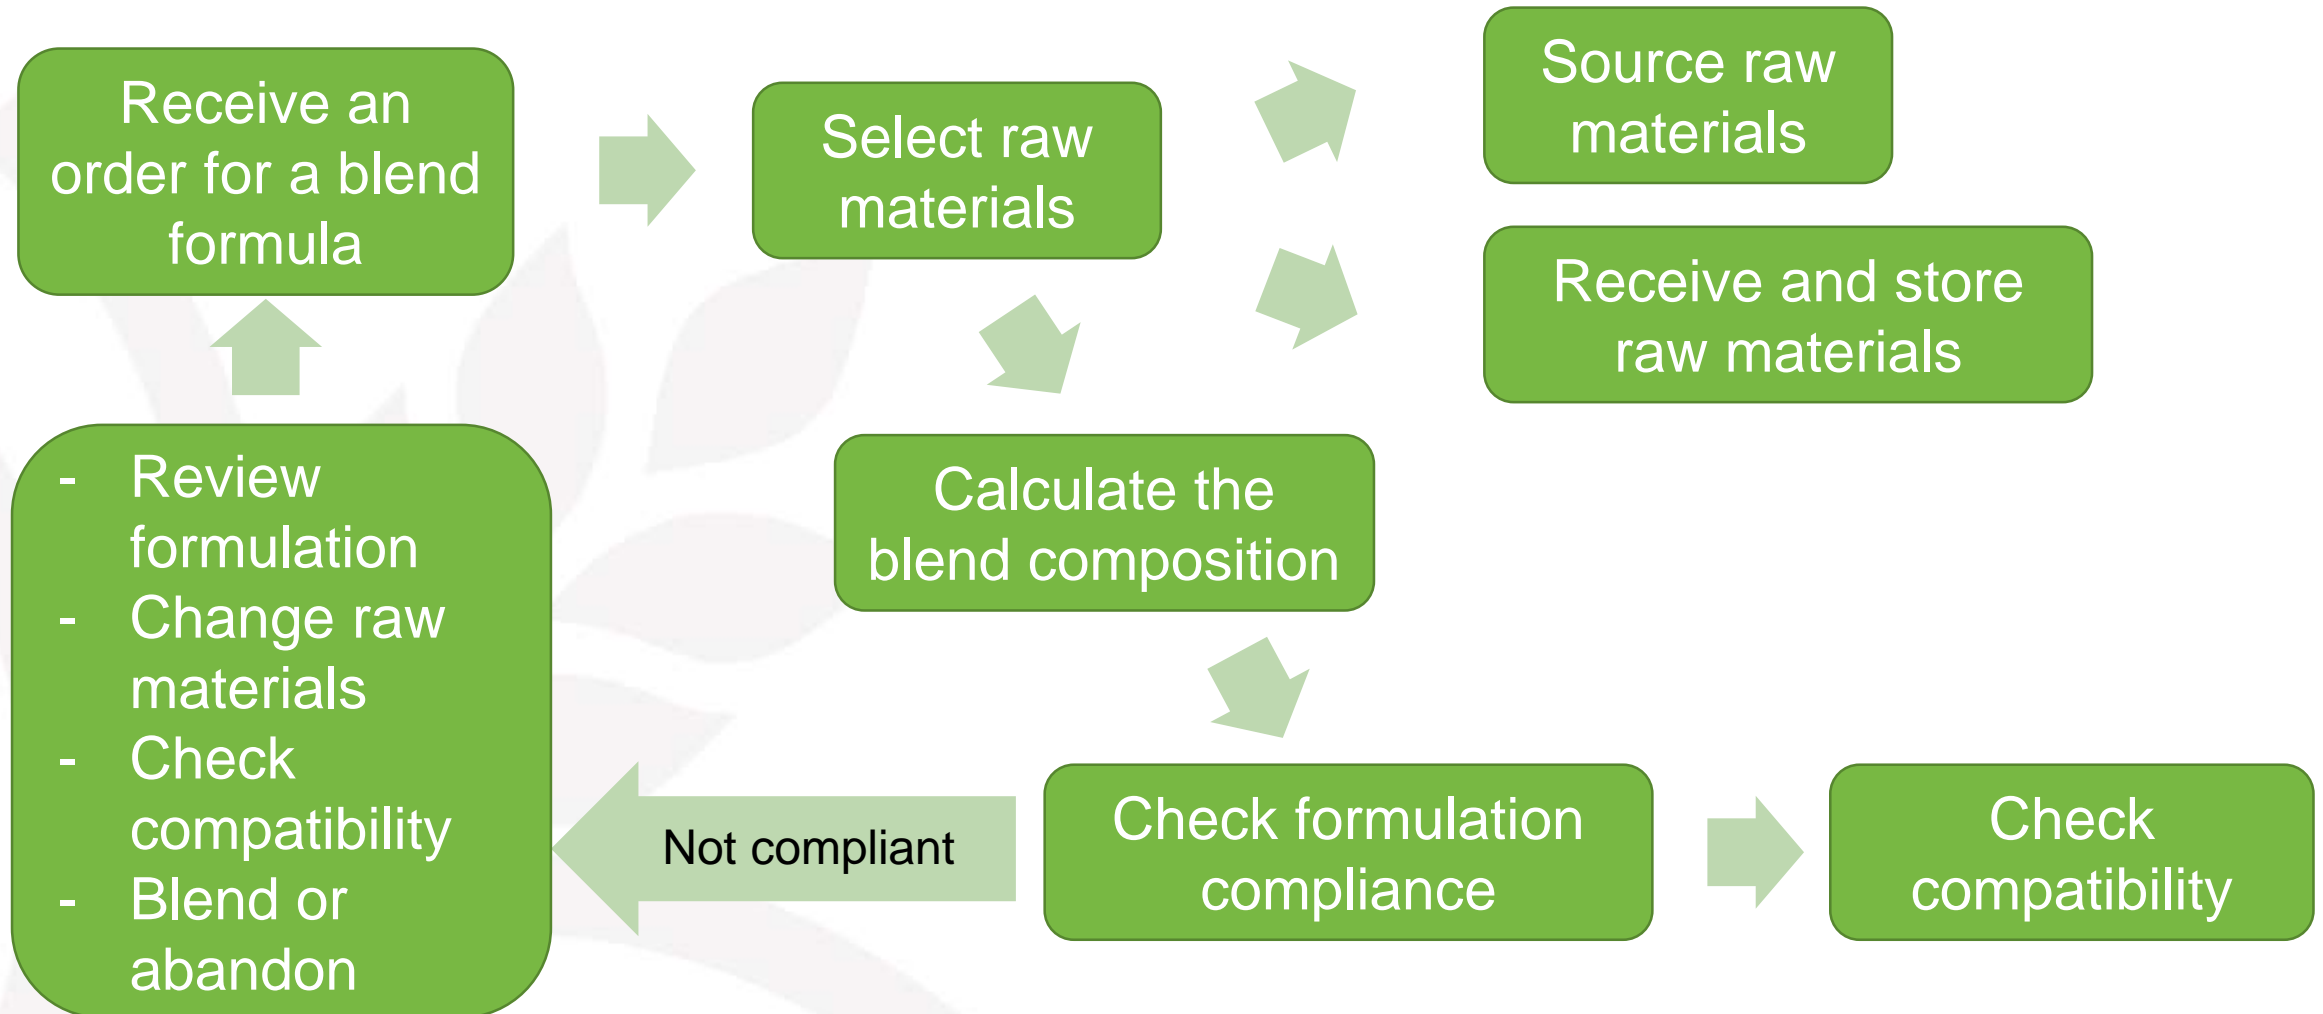 Receive an
order for a blend
formula
Select raw
materials
Source raw
materials
Receive and store
raw materials
Calculate the
blend composition
Check formulation
compliance
Check
compatibility
Not compliant
- Review
formulation
- Change raw
materials
- Check
compatibility
- Blend or
abandon